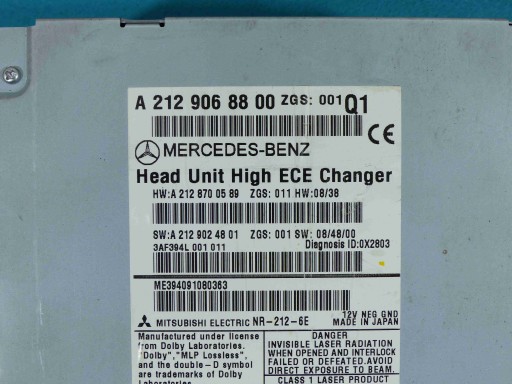 A 212 906 88 00 ZGS: 001 Q1
CE
MERCEDES-BENZ
Head Unit High ECE Changer
HW:A 212 870 05 89 ZGS: 011 HW:08/38
SW:A 212 902 48 01 ZGS: 001 SW: 08/48/00
3AF394L 001 011 Diagnosis ID:0X2803
ME394091080363
MITSUBISHI ELECTRIC NR-212-6E 12V NEG GND
MADE IN JAPAN
Manufactured under license
from Dolby Laboratories.
"Dolby", "MLP Lossless",
and the double-D symbol
are trademarks of Dolby
Laboratories.
DANGER
INVISIBLE LASER RADIATION
WHEN OPENED AND INTERLOCK
FAILED OR DEFEATED.AVOID
DIRECT EXPOSURE TO BEAM.
CLASS 1 LASER PRODUCT